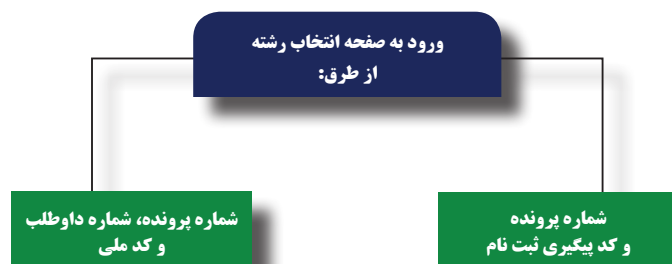 ورود به صفحه انتخاب رشته
از طرق:
شماره پرونده
و کد پیگیری ثبت نام
شماره پرونده، شماره داوطلب
و کد ملی